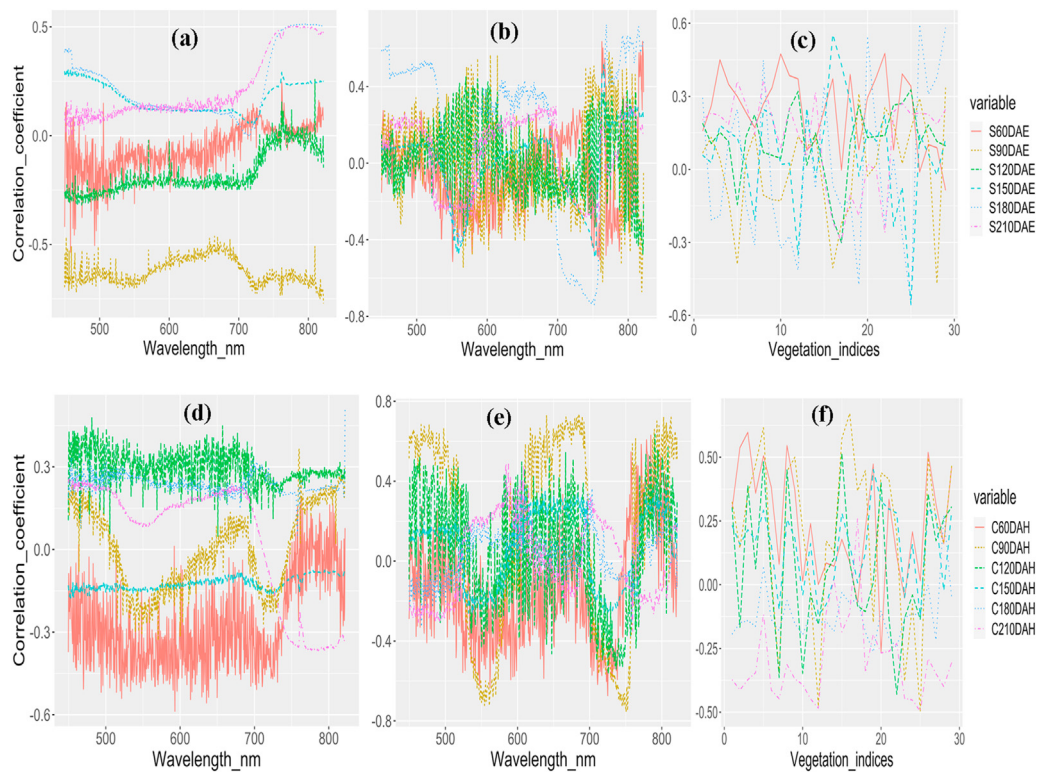 (a)
0.5
0.0
-0.5
Correlation_coefficient
500
600
700
800
Wavelength_nm
(b)
0.4
0.0
-0.4
-0.8
500
600
700
800
Wavelength_nm
(c)
0.6
0.3
0.0
-0.3
-0.6
0
10
20
30
Vegetation_indices
variable
S60DAE
S90DAE
S120DAE
S150DAE
S180DAE
S210DAE
(d)
0.3
0.0
-0.3
-0.6
Correlation_coefficient
500
600
700
800
Wavelength_nm
(e)
0.8
0.4
0.0
-0.4
-0.8
500
600
700
800
Wavelength_nm
(f)
0.50
0.25
0.00
-0.25
-0.50
0
10
20
30
Vegetation_indices
variable
C60DAH
C90DAH
C120DAH
C150DAH
C180DAH
C210DAH